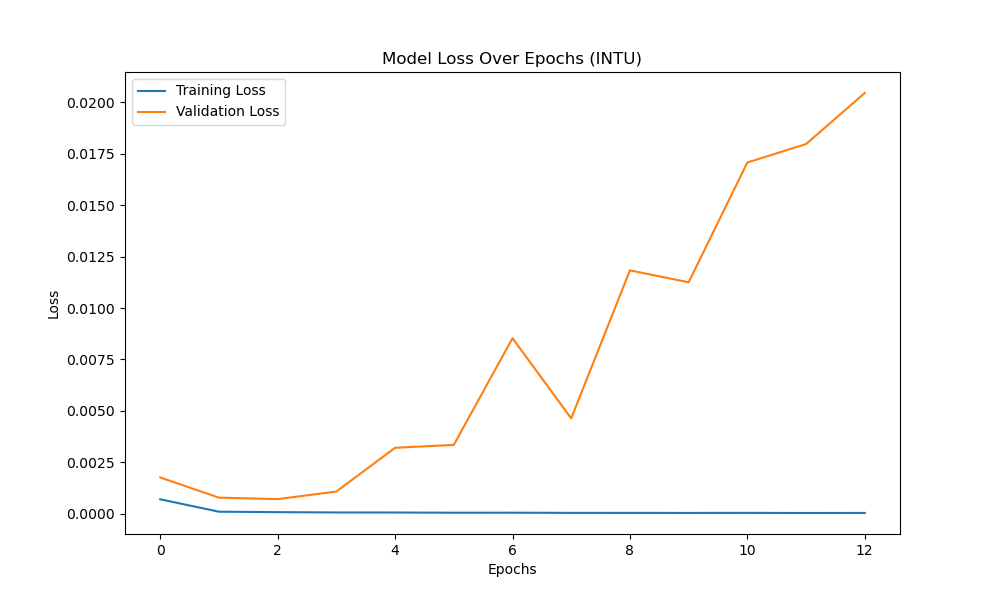 Model Loss Over Epochs (INTU)
Training Loss
Validation Loss
0.0200
0.0175
0.0150
0.0125
0.0100
0.0075
0.0050
0.0025
0.0000
Loss
0 2 4 6 8 10 12
Epochs